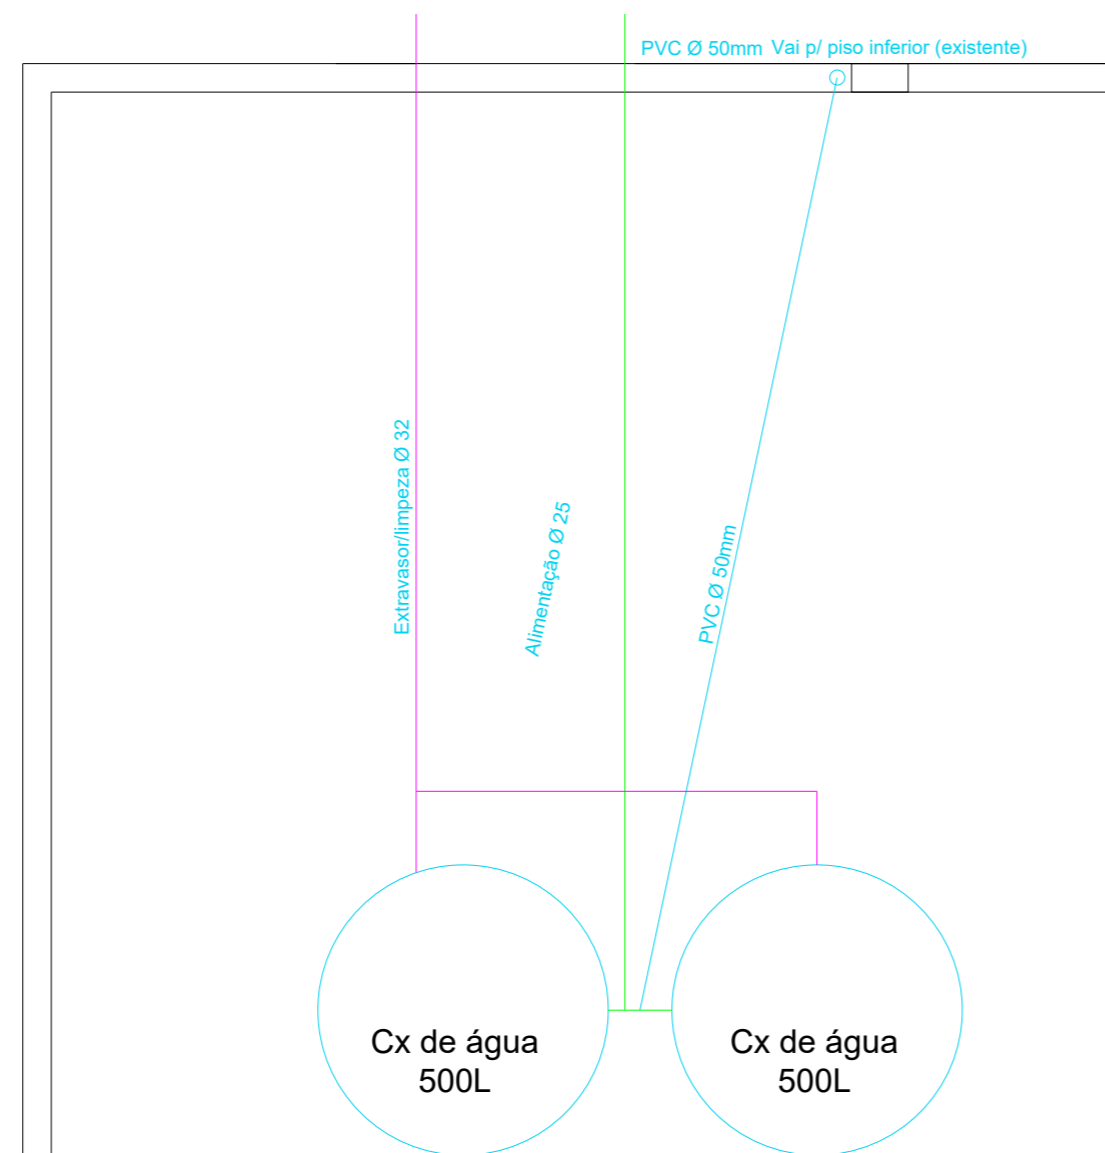 PVC Ø 50mm Vai p/ piso inferior (existente)
Extravasor/limpeza Ø 32
Alimentação Ø 25
PVC Ø 50mm
Cx de água
500L
Cx de água
500L